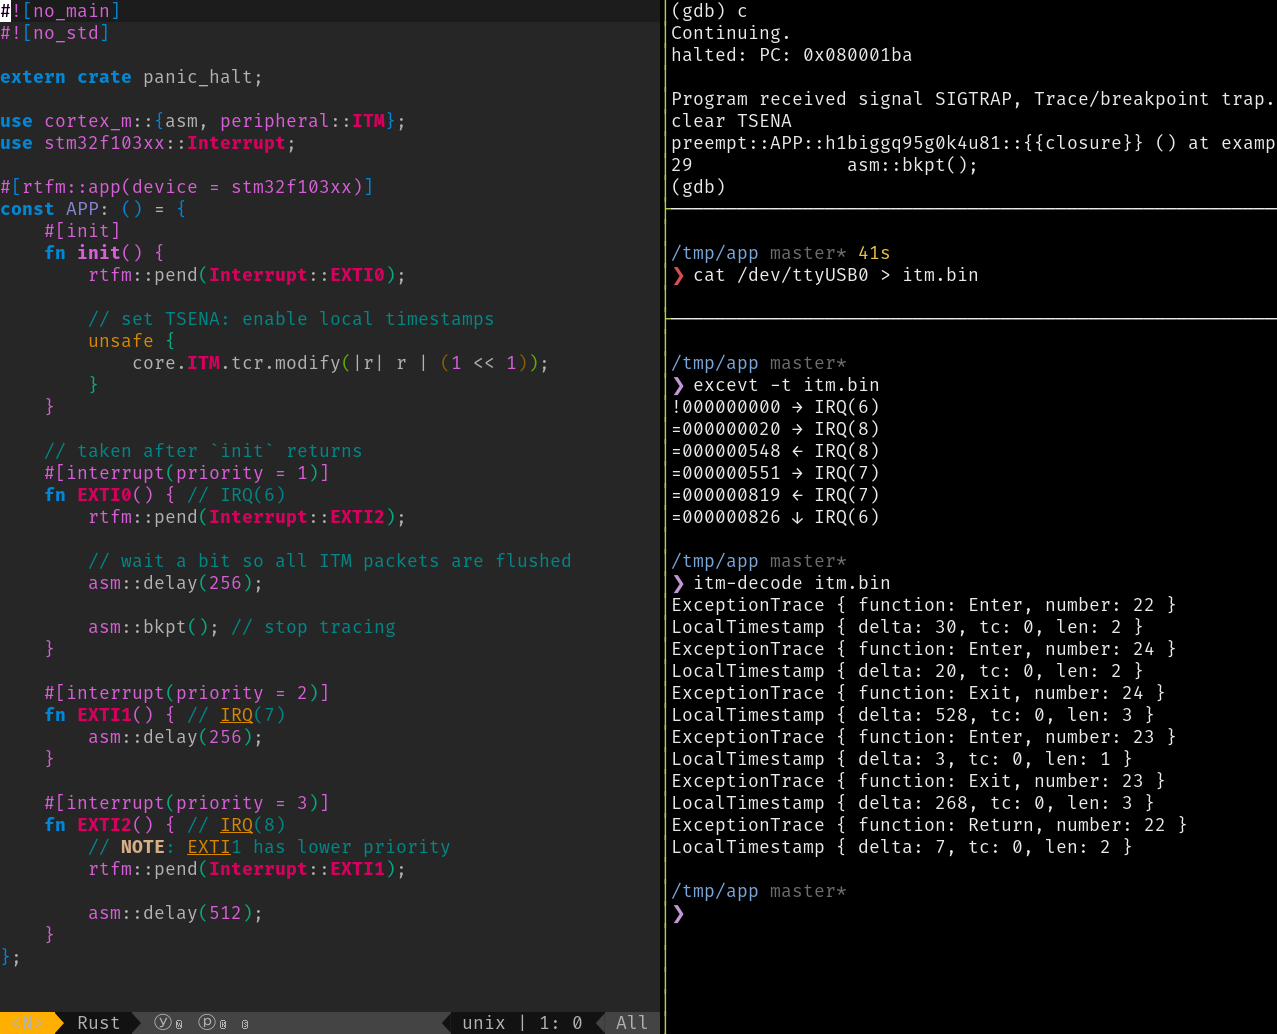 #![no_main]
#![no_std]
extern crate panic_halt;
use cortex_m::{asm, peripheral::ITM};
use stm32f103xx::Interrupt;
#[rtfm::app(device = stm32f103xx)]
const APP: () = {
    #[init]
    fn init() {
        rtfm::pend(Interrupt::EXTI0);
        // set TSENA: enable local timestamps
        unsafe {
            core.ITM.tcr.modify(|r| r | (1 << 1));
        }
    }
    // taken after `init` returns
    #[interrupt(priority = 1)]
    fn EXTI0() { // IRQ(6)
        rtfm::pend(Interrupt::EXTI2);
        // wait a bit so all ITM packets are flushed
        asm::delay(256);
        asm::bkpt(); // stop tracing
    }
    #[interrupt(priority = 2)]
    fn EXTI1() { // IRQ(7)
        asm::delay(256);
    }
    #[interrupt(priority = 3)]
    fn EXTI2() { // IRQ(8)
        // NOTE: EXTI1 has lower priority
        rtfm::pend(Interrupt::EXTI1);
        asm::delay(512);
    }
};
<N> Rust ⓨ ⓟ unix | 1: 0 All
(gdb) c
Continuing.
halted: PC: 0x080001ba
Program received signal SIGTRAP, Trace/breakpoint trap.
clear TSENA
preempt::APP::h1biggq95g0k4u81::{{closure}} () at examp
29              asm::bkpt();
(gdb)
/tmp/app master* 41s
❯ cat /dev/ttyUSB0 > itm.bin
/tmp/app master*
❯ excevt -t itm.bin
!000000000 → IRQ(6)
=000000020 → IRQ(8)
=000000548 ← IRQ(8)
=000000551 → IRQ(7)
=000000819 ← IRQ(7)
=000000826 ↓ IRQ(6)
/tmp/app master*
❯ itm-decode itm.bin
ExceptionTrace { function: Enter, number: 22 }
LocalTimestamp { delta: 30, tc: 0, len: 2 }
ExceptionTrace { function: Enter, number: 24 }
LocalTimestamp { delta: 20, tc: 0, len: 2 }
ExceptionTrace { function: Exit, number: 24 }
LocalTimestamp { delta: 528, tc: 0, len: 3 }
ExceptionTrace { function: Enter, number: 23 }
LocalTimestamp { delta: 3, tc: 0, len: 1 }
ExceptionTrace { function: Exit, number: 23 }
LocalTimestamp { delta: 268, tc: 0, len: 3 }
ExceptionTrace { function: Return, number: 22 }
LocalTimestamp { delta: 7, tc: 0, len: 2 }
/tmp/app master*
❯